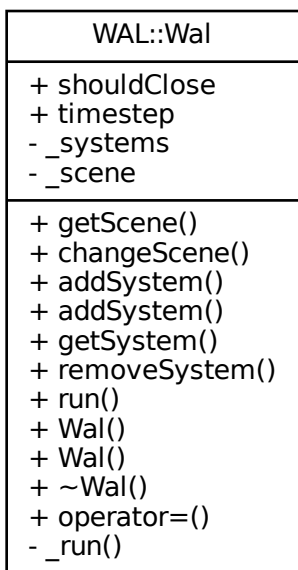 WAL::Wal
+ shouldClose
+ timestep
- _systems
- _scene
+ getScene()
+ changeScene()
+ addSystem()
+ addSystem()
+ getSystem()
+ removeSystem()
+ run()
+ Wal()
+ Wal()
+ ~Wal()
+ operator=()
- _run()